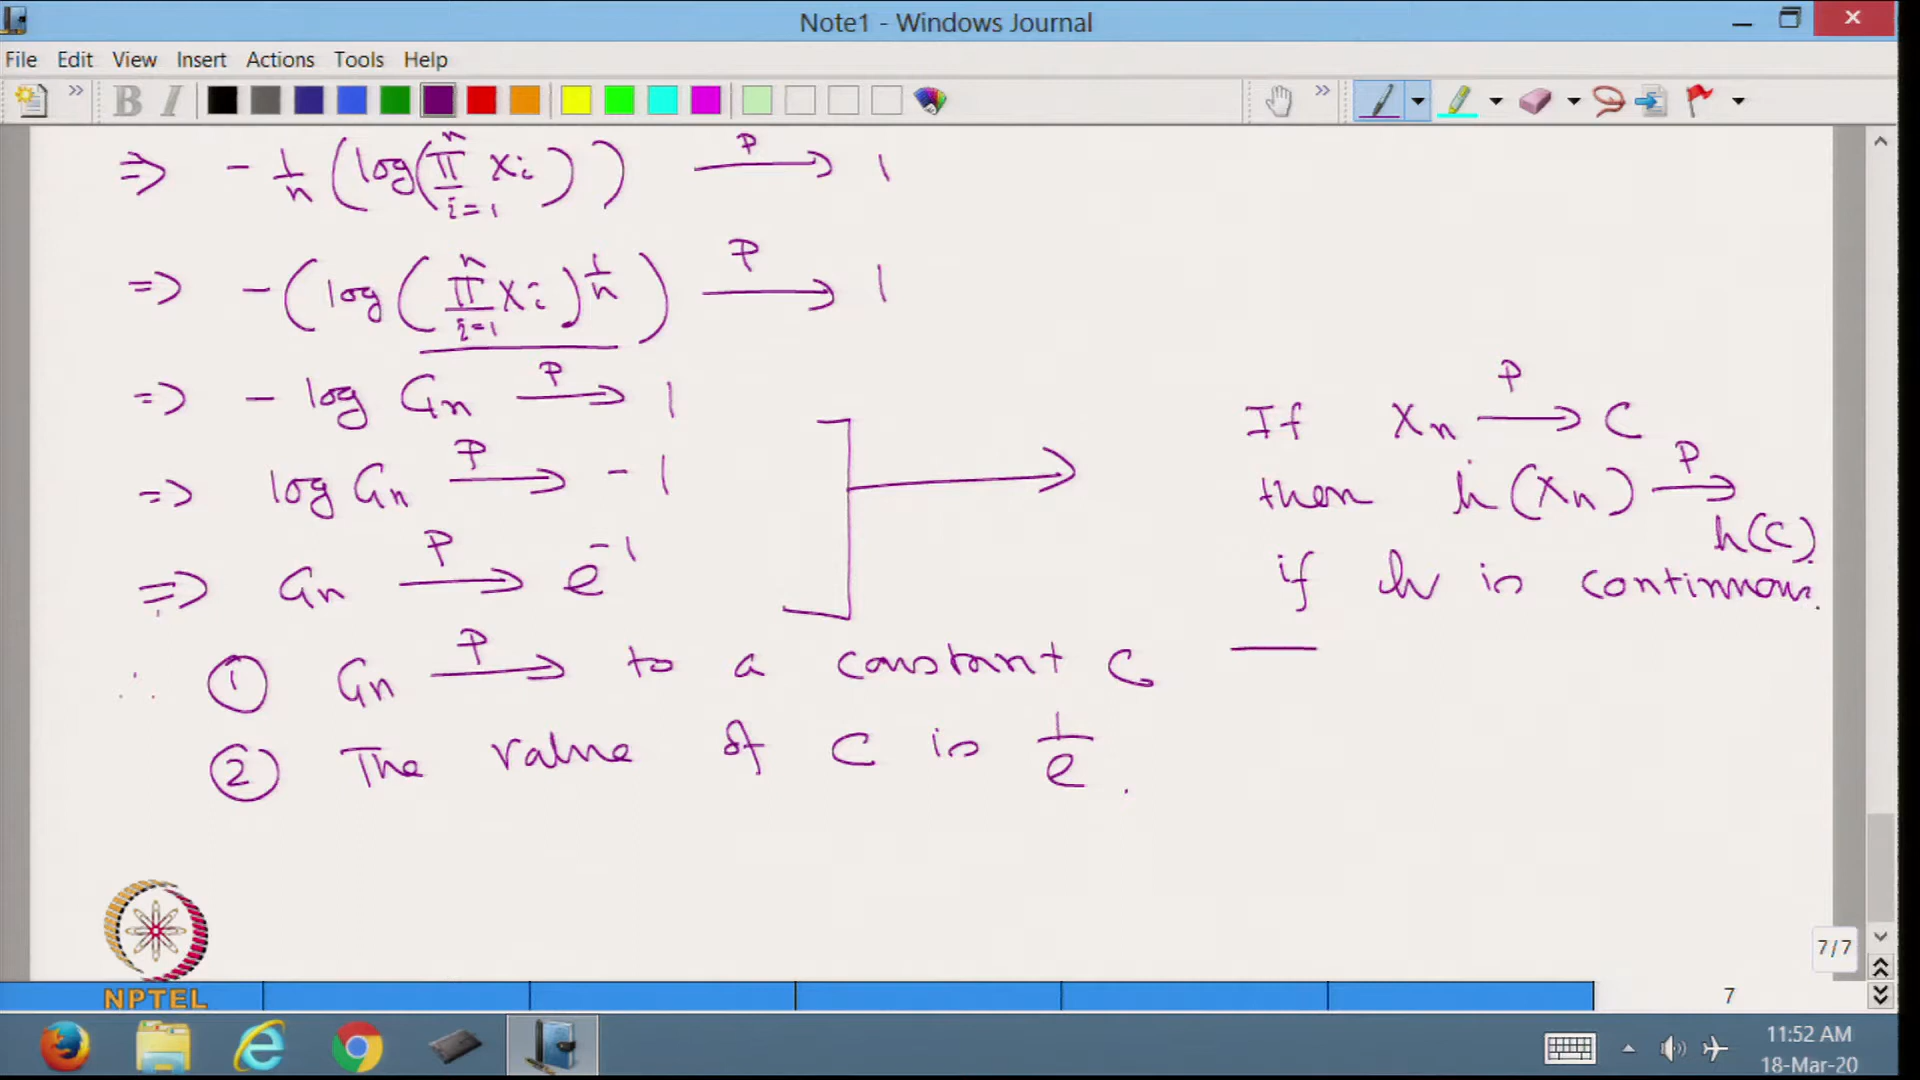 Note1 - Windows Journal
File Edit View Insert Actions Tools Help
B I
⇒ - 1/n (log(∏_{i=1}^{n} Xi)) →^P 1
⇒ - (log(∏_{i=1}^{n} Xi)^{1/n}) →^P 1
⇒ - log Gn →^P 1
⇒ log Gn →^P -1
⇒ Gn →^P e^{-1}
If Xn →^P C
then h(Xn) →^P h(C)
if h is continuous.
∴ ① Gn →^P to a constant C
② The value of C is 1/e.
7/7
NPTEL
7
11:52 AM
18-Mar-20